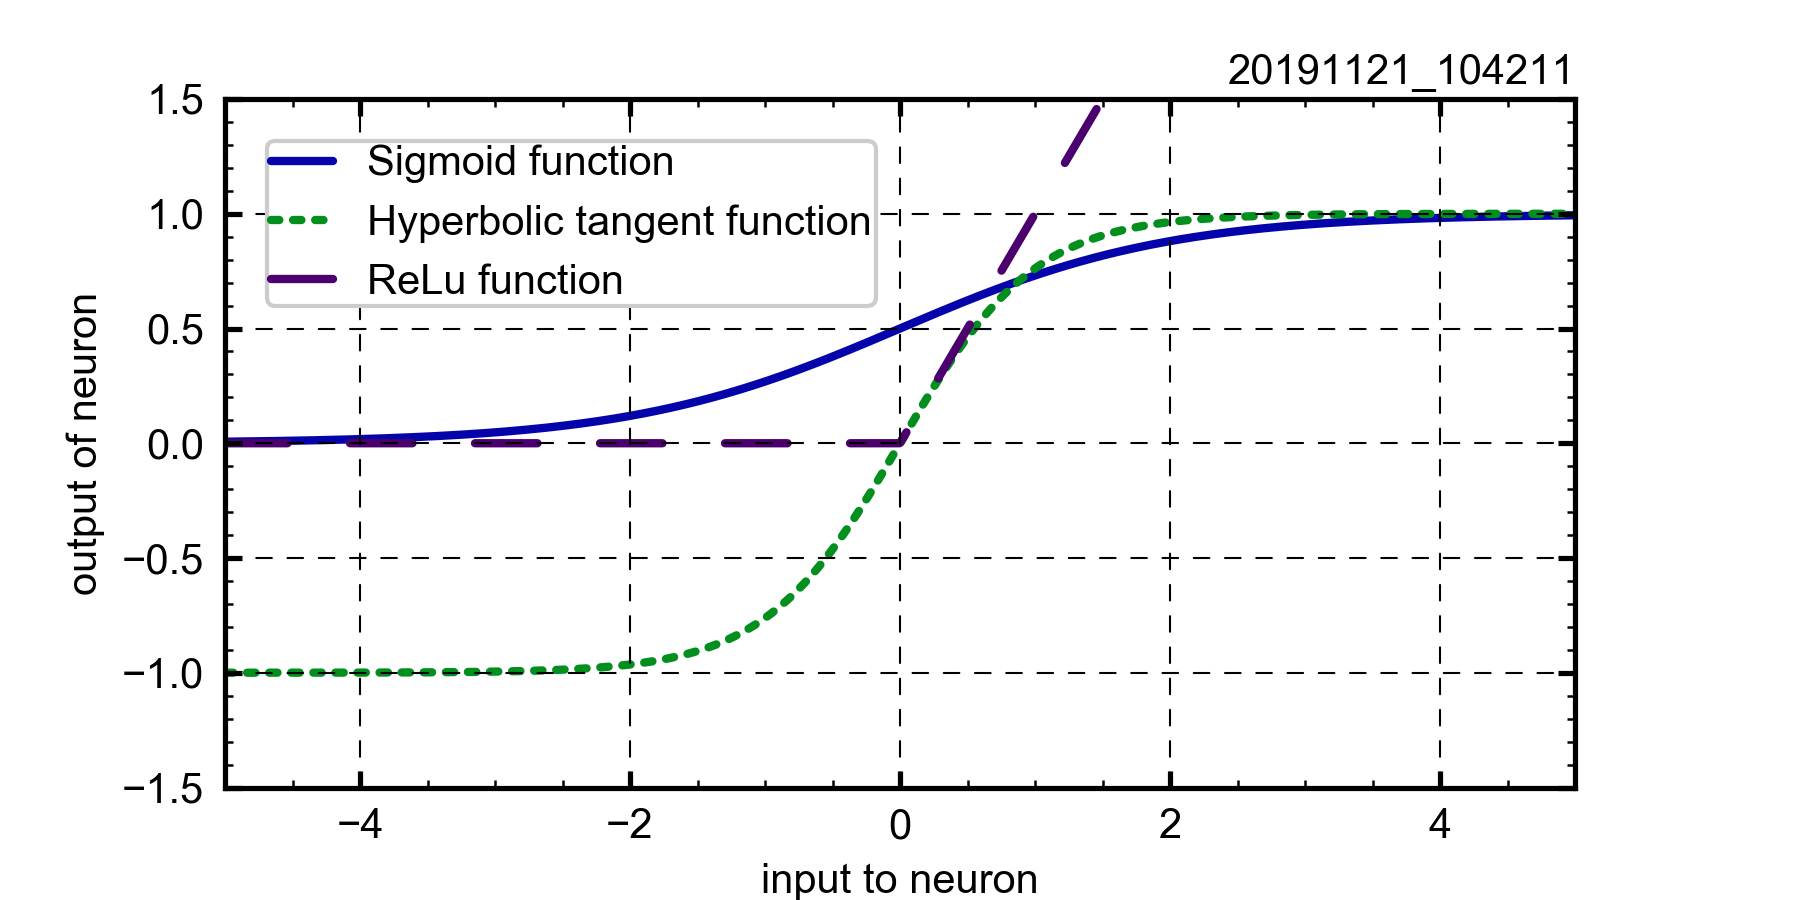 20191121_104211
1.5
1.0
0.5
0.0
−0.5
−1.0
−1.5
output of neuron
Sigmoid function
Hyperbolic tangent function
ReLu function
−4 −2 0 2 4
input to neuron